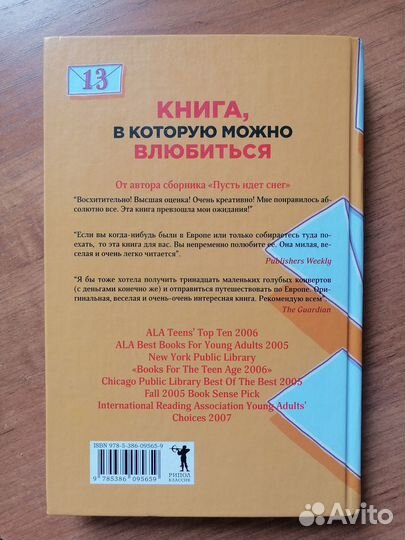 13
КНИГА,
В КОТОРУЮ МОЖНО
ВЛЮБИТЬСЯ
От автора сборника «Пусть идет снег»
"Восхитительно! Высшая оценка! Очень креативно! Мне понравилось аб-
солютно все. Эта книга превзошла мои ожидания!"
"Если вы когда-нибудь были в Европе или только собираетесь туда по-
ехать, то эта книга для вас. Вы непременно полюбите ее. Она милая, ве-
селая и очень легко читается".
Publishers Weekly
"Я бы тоже хотела получить тринадцать маленьких голубых конвертов
(с деньгами конечно же) и отправиться путешествовать по Европе. Ори-
гинальная, веселая и очень-очень интересная книга. Рекомендую всем"
The Guardian
ALA Teens' Top Ten 2006
ALA Best Books For Young Adults 2005
New York Public Library
«Books For The Teen Age 2006»
Chicago Public Library Best Of The Best 2005
Fall 2005 Book Sense Pick
International Reading Association Young Adults'
Choices 2007
ISBN 978-5-386-09565-9
9 785386 095659
РИПОЛ
КЛАССИК
Avito